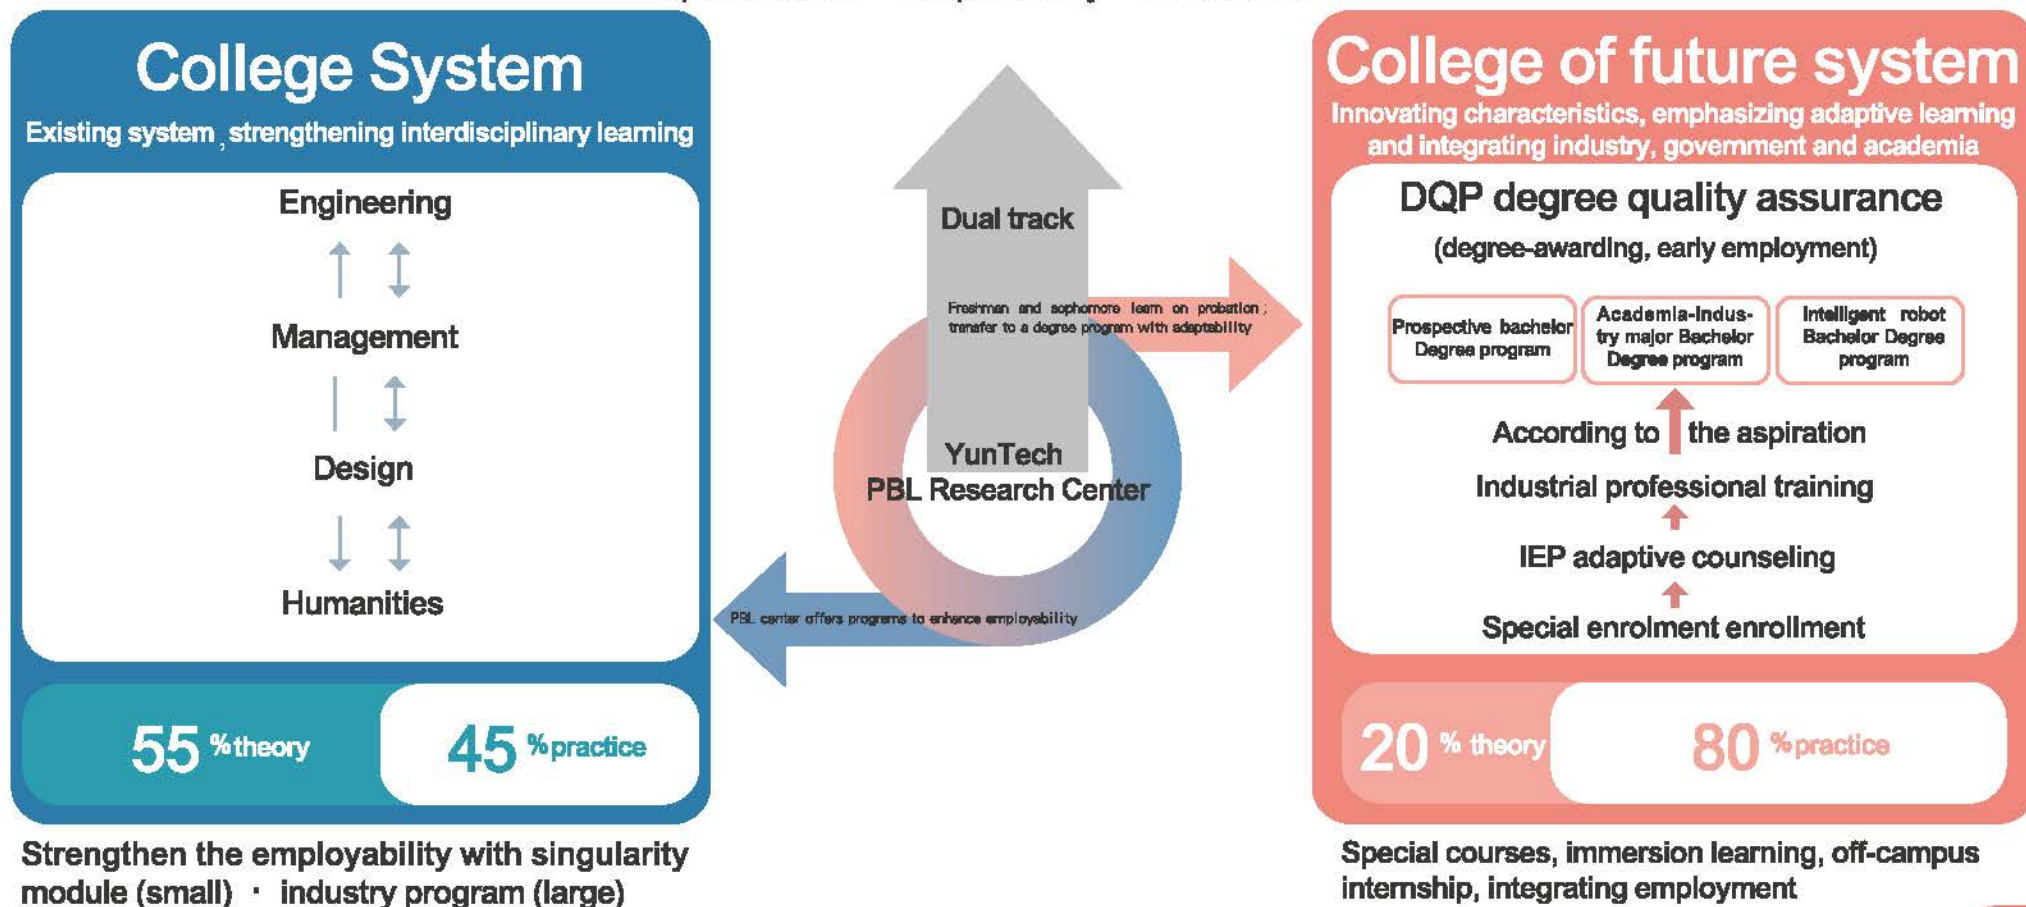 College System
Existing system, strengthening interdisciplinary learning
Engineering
Management
Design
Humanities
55 % theory
45 % practice
Strengthen the employability with singularity
module (small) · industry program (large)
Dual track
Freshman and sophomore learn on probation;
transfer to a degree program with adaptability
YunTech
PBL Research Center
PBL center offers programs to enhance employability
College of future system
Innovating characteristics, emphasizing adaptive learning
and integrating industry, government and academia
DQP degree quality assurance
(degree-awarding, early employment)
Prospective bachelor
Degree program
Academia-Indus-
try major Bachelor
Degree program
Intelligent robot
Bachelor Degree
program
According to the aspiration
Industrial professional training
IEP adaptive counseling
Special enrolment enrollment
20 % theory
80 % practice
Special courses, immersion learning, off-campus
internship, integrating employment